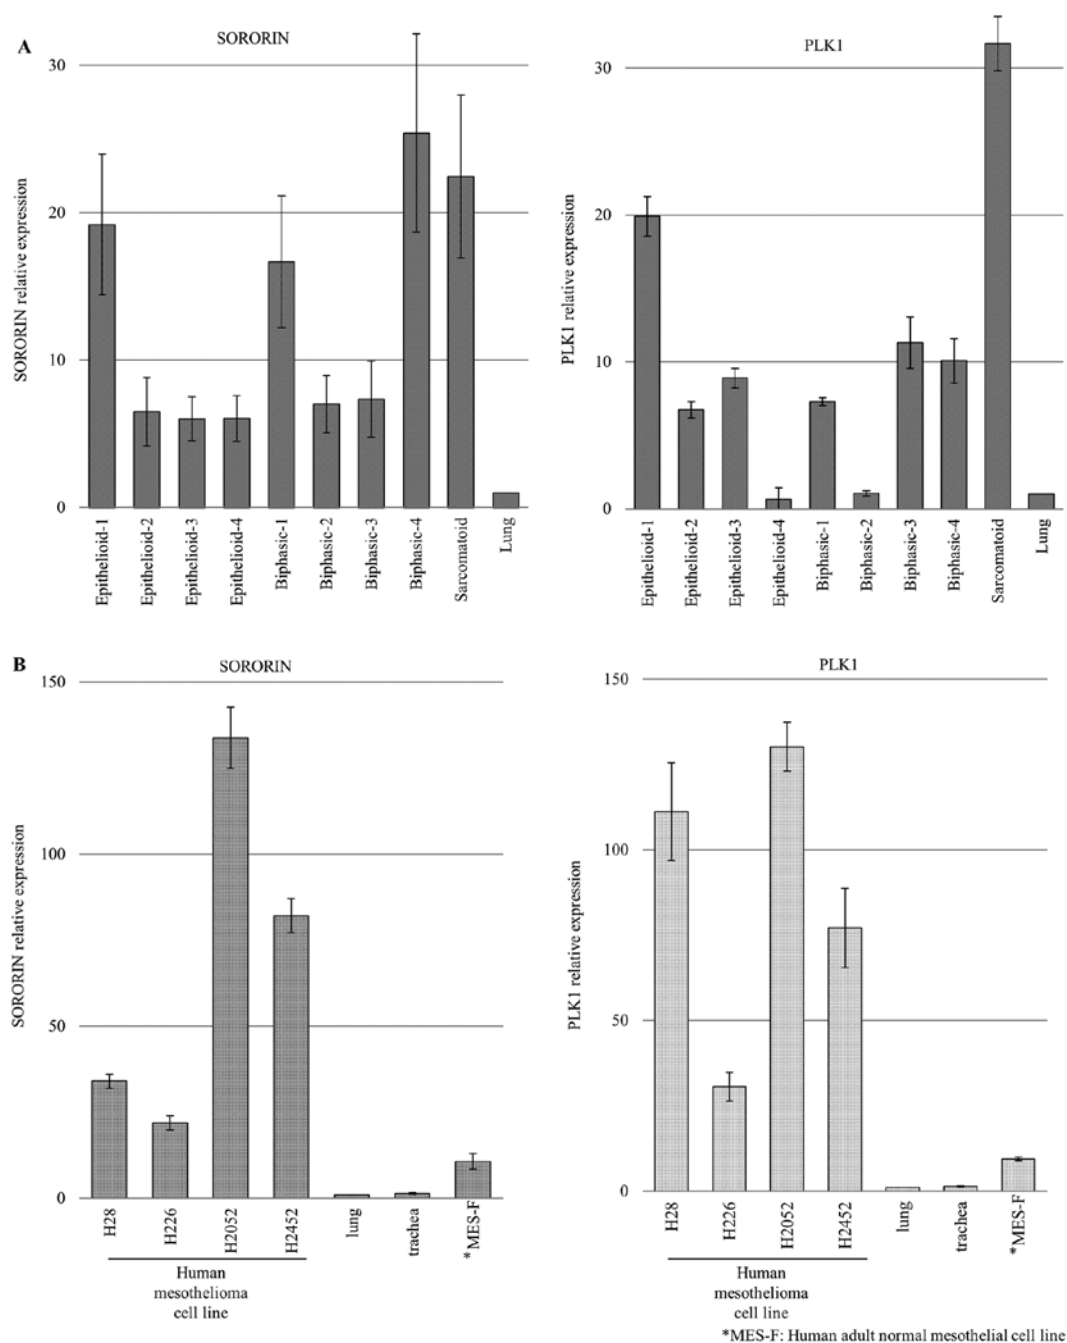 A
SORORIN
SORORIN relative expression
30
20
10
0
Epithelioid-1
Epithelioid-2
Epithelioid-3
Epithelioid-4
Biphasic-1
Biphasic-2
Biphasic-3
Biphasic-4
Sarcomatoid
Lung
PLK1
PLK1 relative expression
30
20
10
0
Epithelioid-1
Epithelioid-2
Epithelioid-3
Epithelioid-4
Biphasic-1
Biphasic-2
Biphasic-3
Biphasic-4
Sarcomatoid
Lung
B
SORORIN
SORORIN relative expression
150
100
50
0
H28
H226
H2052
H2452
lung
trachea
*MES-F
Human
mesothelioma
cell line
PLK1
PLK1 relative expression
150
100
50
0
H28
H226
H2052
H2452
lung
trachea
*MES-F
Human
mesothelioma
cell line
*MES-F: Human adult normal mesothelial cell line